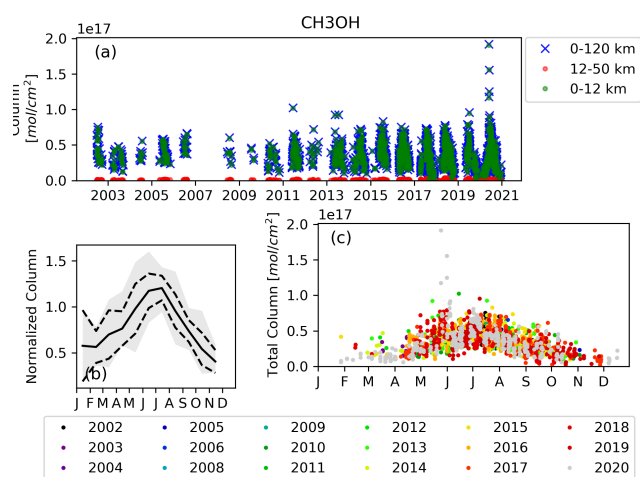 CH3OH
1e17
(a)
2.0
1.5
1.0
0.5
0.0
[mol/cm²]
2003 2005 2007 2009 2011 2013 2015 2017 2019 2021
0-120 km
12-50 km
0-12 km
Normalized Column
1.5
1.0
0.5
(b)
J F M A M J J A S O N D
1e17
(c)
Total Column [mol/cm²]
2.0
1.5
1.0
0.5
0.0
J F M A M J J A S O N D
2002 2005 2009 2012 2015 2018
2003 2006 2010 2013 2016 2019
2004 2008 2011 2014 2017 2020